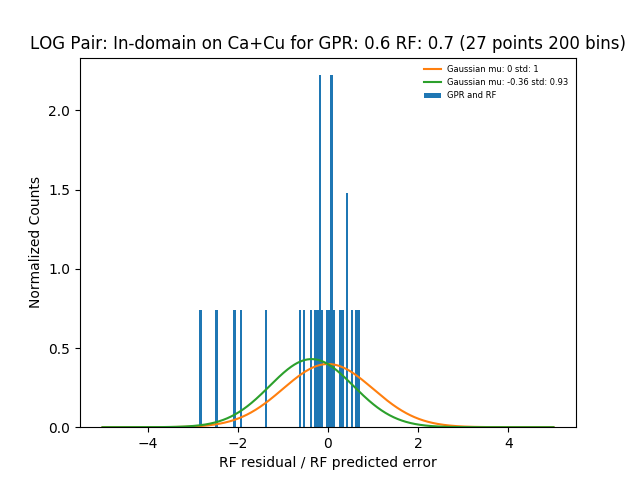 LOG Pair: In-domain on Ca+Cu for GPR: 0.6 RF: 0.7 (27 points 200 bins)
Gaussian mu: 0 std: 1
Gaussian mu: -0.36 std: 0.93
GPR and RF
Normalized Counts
2.0
1.5
1.0
0.5
0.0
−4
−2
0
2
4
RF residual / RF predicted error